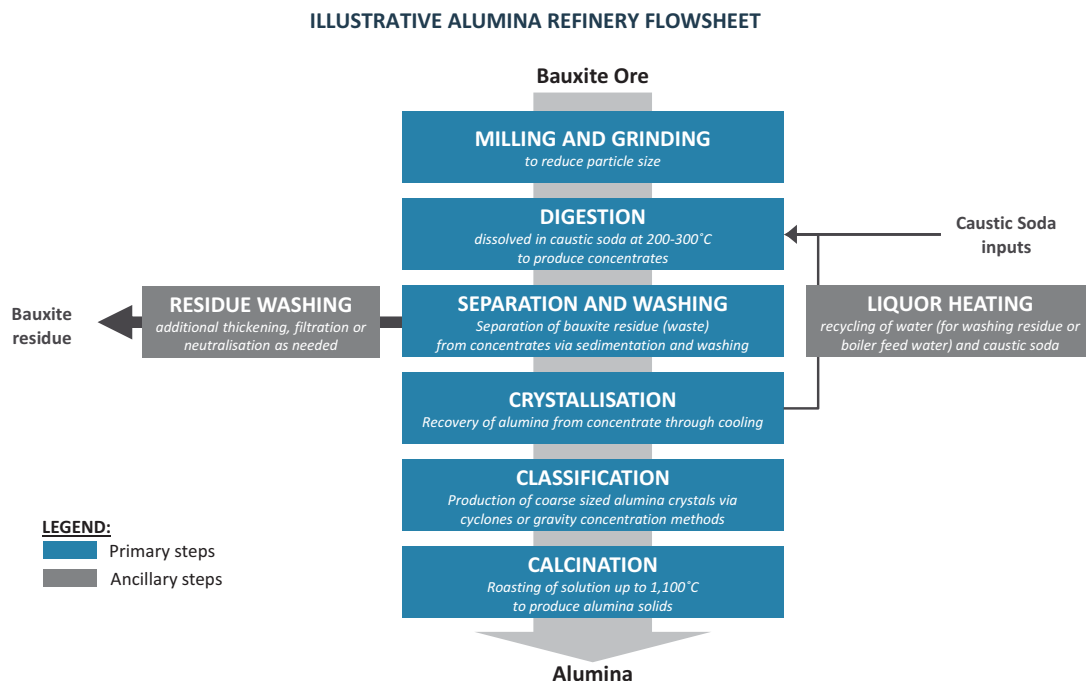 ILLUSTRATIVE ALUMINA REFINERY FLOWSHEET
Bauxite Ore
MILLING AND GRINDING
to reduce particle size
DIGESTION
dissolved in caustic soda at 200-300˚C
to produce concentrates
Caustic Soda
inputs
Bauxite
residue
RESIDUE WASHING
additional thickening, filtration or
neutralisation as needed
SEPARATION AND WASHING
Separation of bauxite residue (waste)
from concentrates via sedimentation and washing
LIQUOR HEATING
recycling of water (for washing residue or
boiler feed water) and caustic soda
CRYSTALLISATION
Recovery of alumina from concentrate through cooling
CLASSIFICATION
Production of coarse sized alumina crystals via
cyclones or gravity concentration methods
LEGEND:
Primary steps
Ancillary steps
CALCINATION
Roasting of solution up to 1,100˚C
to produce alumina solids
Alumina